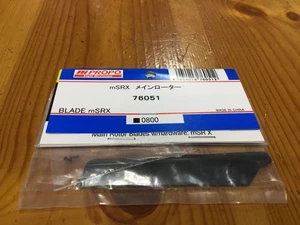 JR PROPO
mSRX メインローター
76051
BLADE mSRX
MADE IN CHINA
■0800
Main Rotor Blades w/Hardware: mSR X